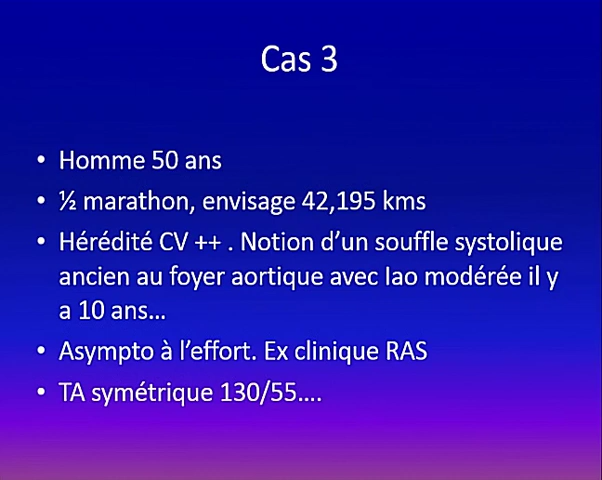 Cas 3
• Homme 50 ans
• ½ marathon, envisage 42,195 kms
• Hérédité CV ++ . Notion d'un souffle systolique
ancien au foyer aortique avec Iao modérée il y
a 10 ans...
• Asympto à l'effort. Ex clinique RAS
• TA symétrique 130/55....